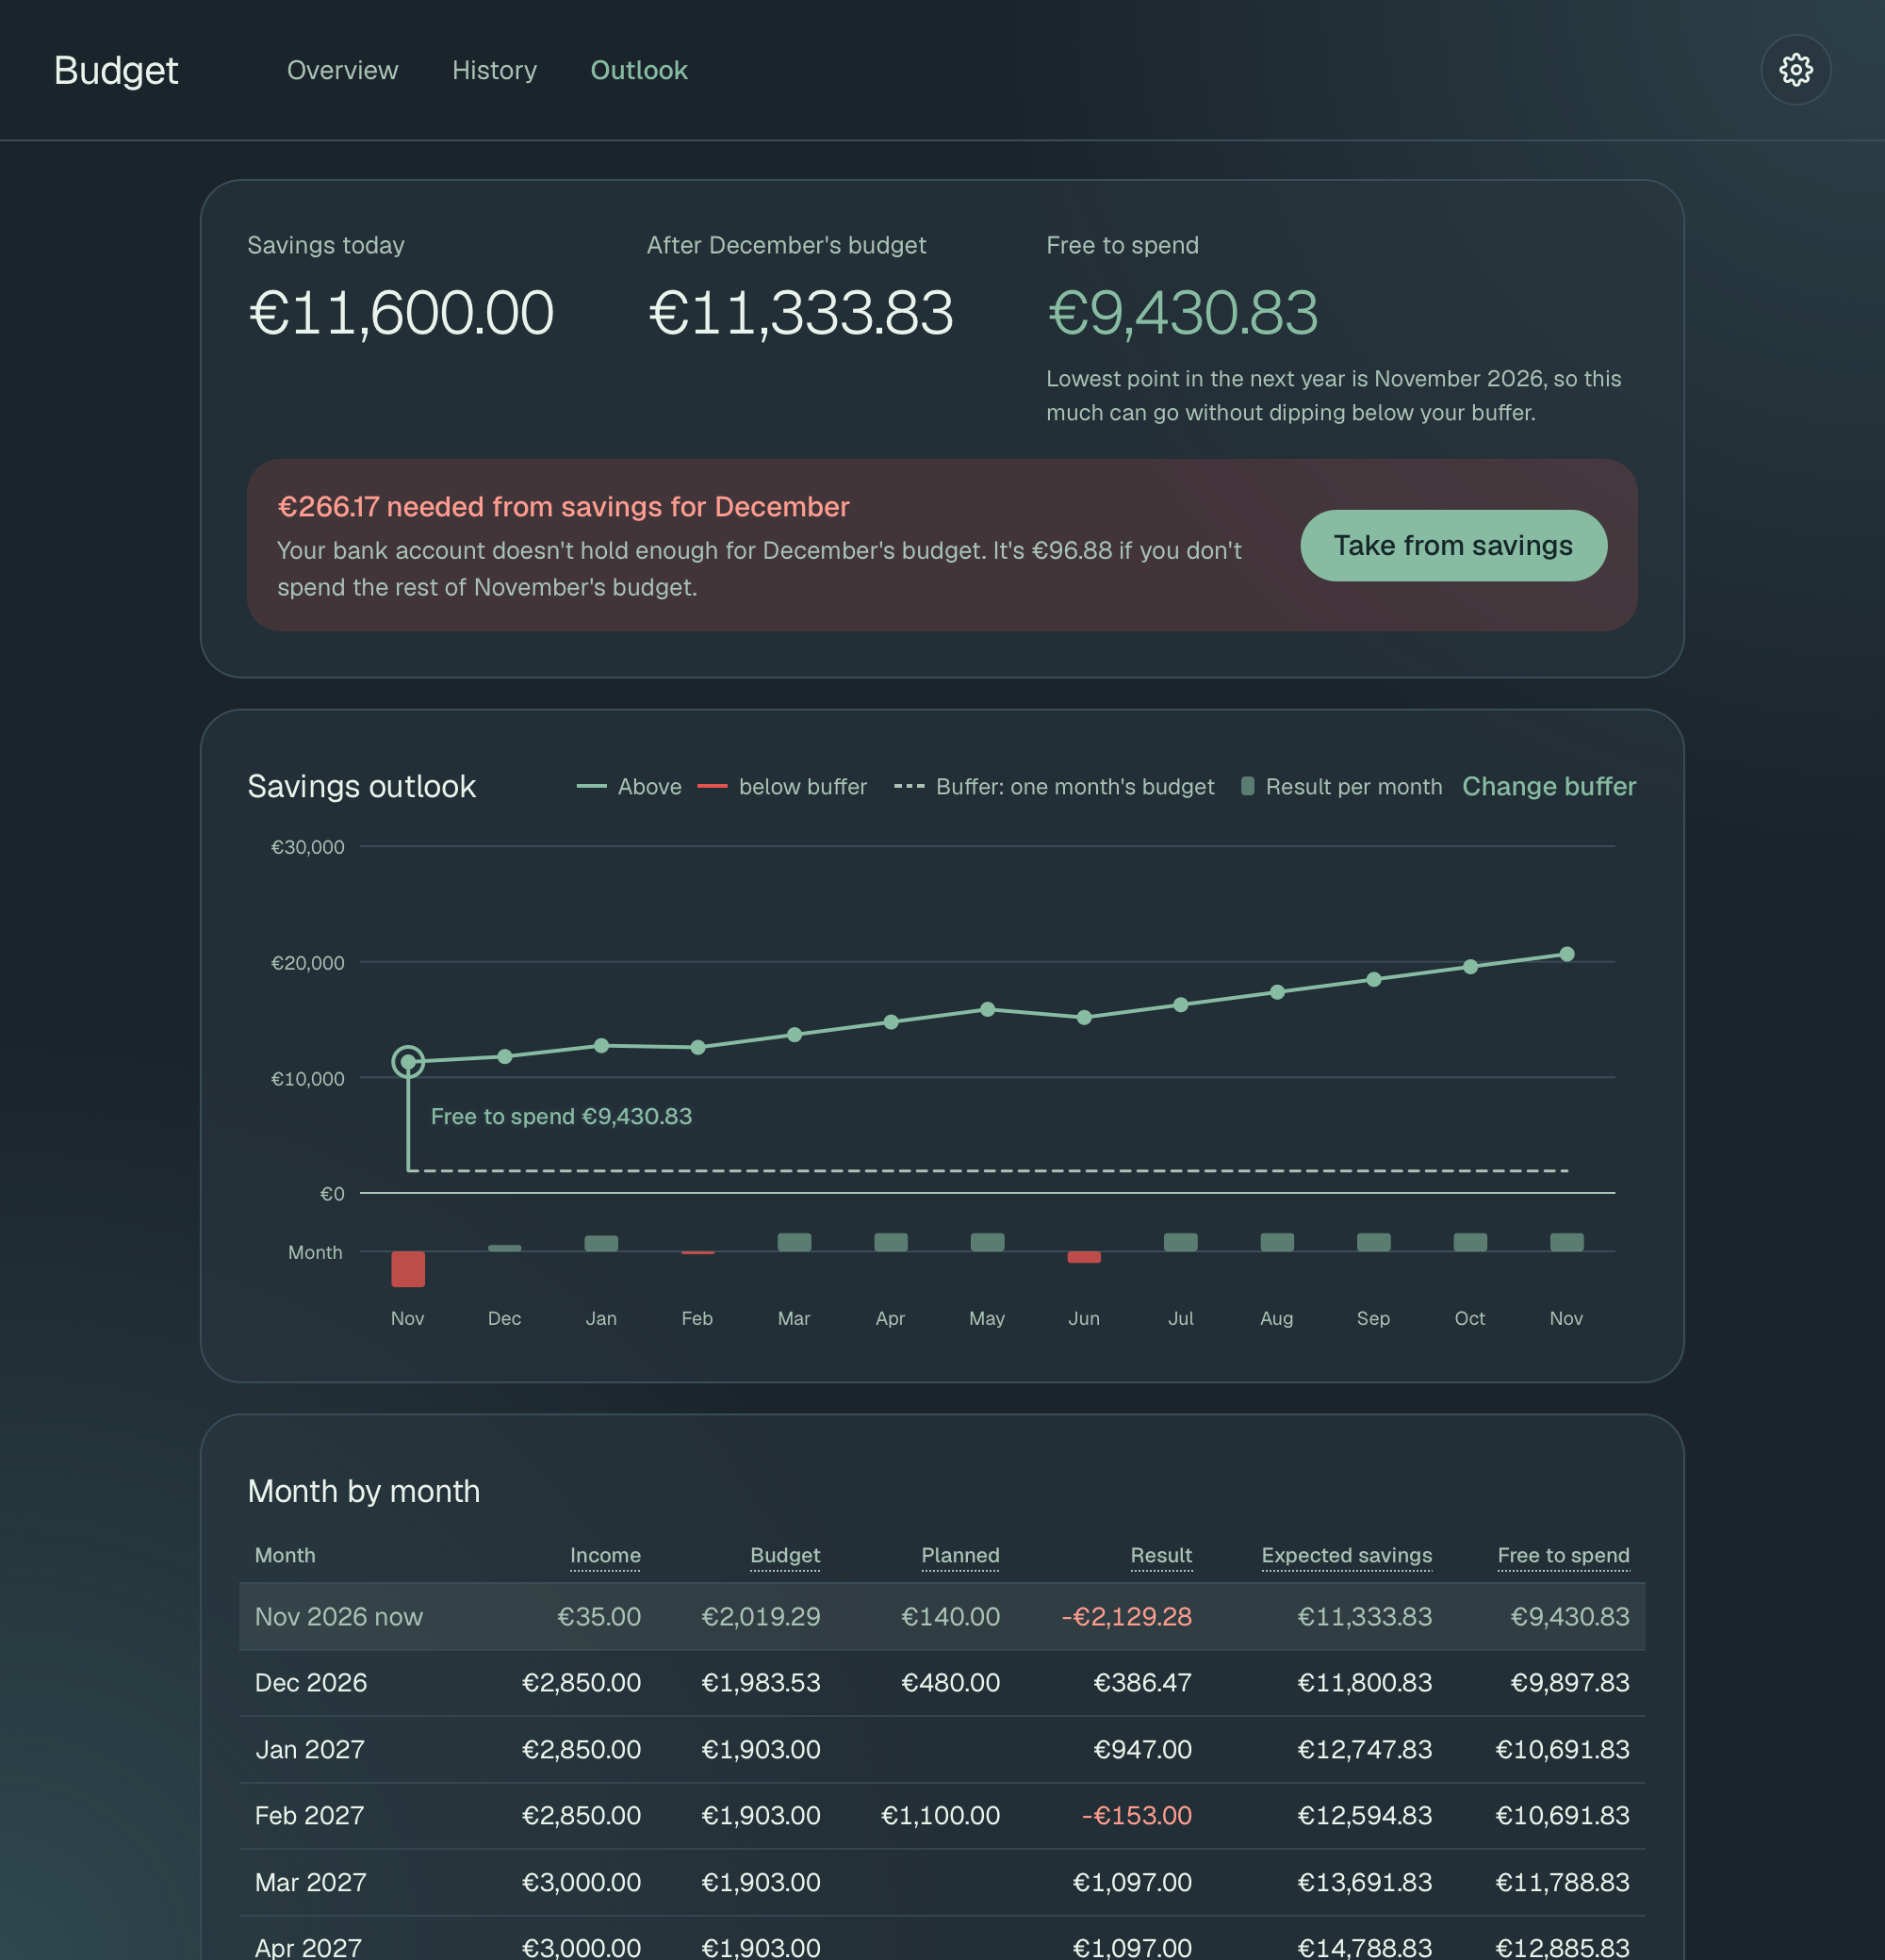 Budget
Overview
History
Outlook
Savings today
€11,600.00
After December's budget
€11,333.83
Free to spend
€9,430.83
Lowest point in the next year is November 2026, so this
much can go without dipping below your buffer.
€266.17 needed from savings for December
Your bank account doesn't hold enough for December's budget. It's €96.88 if you don't
spend the rest of November's budget.
Take from savings
Savings outlook
Above
below buffer
Buffer: one month's budget
Result per month
Change buffer
€30,000
€20,000
€10,000
Free to spend €9,430.83
€0
Month
Nov Dec Jan Feb Mar Apr May Jun Jul Aug Sep Oct Nov
Month by month
Month Income Budget Planned Result Expected savings Free to spend
Nov 2026 now €35.00 €2,019.29 €140.00 -€2,129.28 €11,333.83 €9,430.83
Dec 2026 €2,850.00 €1,983.53 €480.00 €386.47 €11,800.83 €9,897.83
Jan 2027 €2,850.00 €1,903.00 €947.00 €12,747.83 €10,691.83
Feb 2027 €2,850.00 €1,903.00 €1,100.00 -€153.00 €12,594.83 €10,691.83
Mar 2027 €3,000.00 €1,903.00 €1,097.00 €13,691.83 €11,788.83
Apr 2027 €3,000.00 €1,903.00 €1,097.00 €14,788.83 €12,885.83